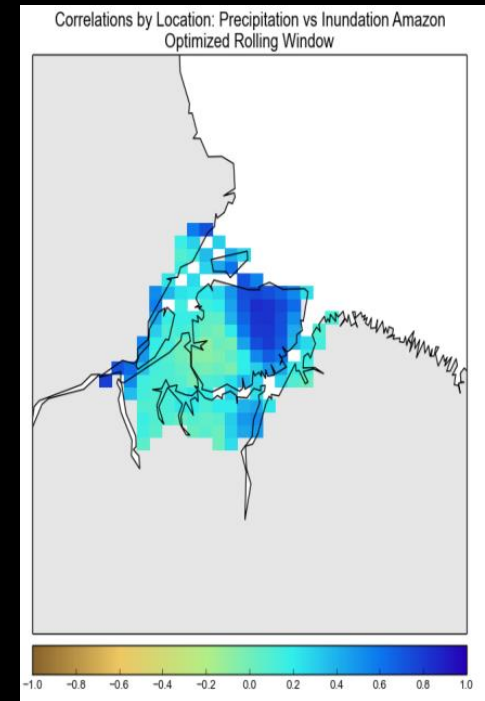 Correlations by Location: Precipitation vs Inundation Amazon
Optimized Rolling Window
−1.0 −0.8 −0.6 −0.4 −0.2 0.0 0.2 0.4 0.6 0.8 1.0